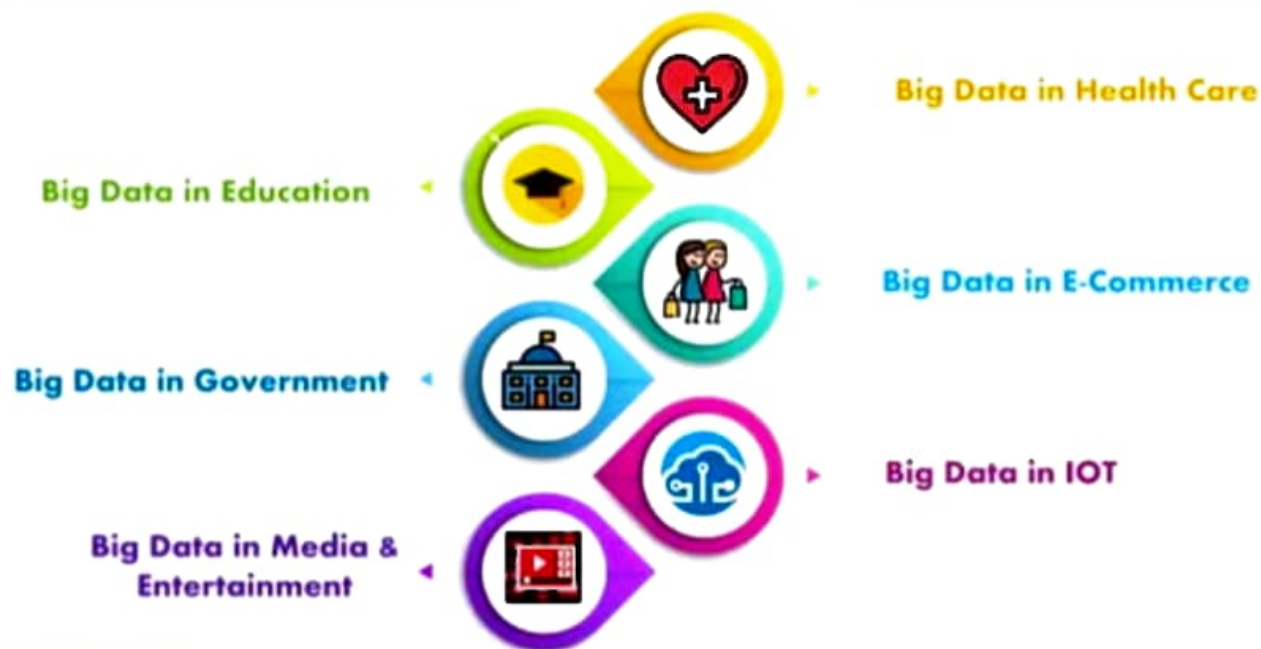 Big Data in Health Care
Big Data in Education
Big Data in E-Commerce
Big Data in Government
Big Data in IOT
Big Data in Media &
Entertainment